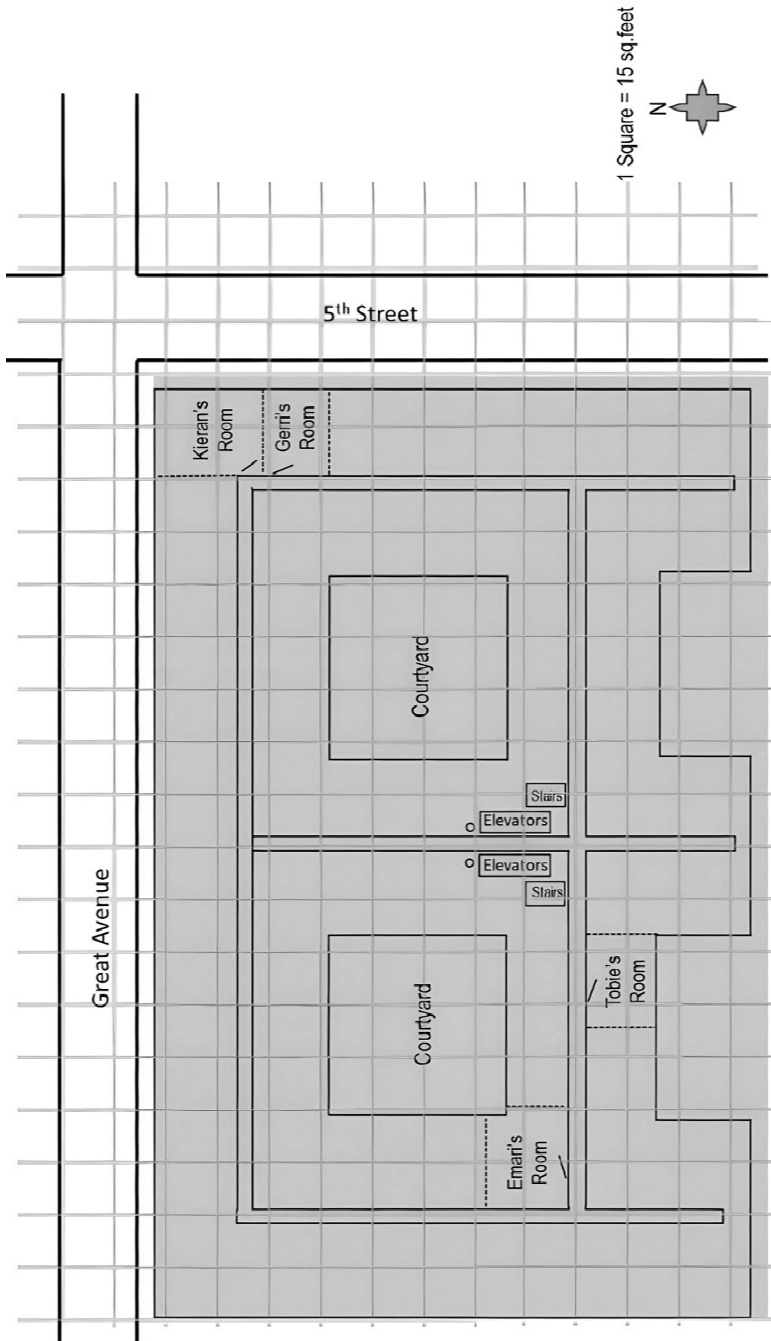 1 Square = 15 sq.feet
N
5th Street
Kieran's
Room
Gerri's
Room
Courtyard
Stairs
Elevators
Elevators
Stairs
Great Avenue
Courtyard
Tobie's
Room
Emari's
Room